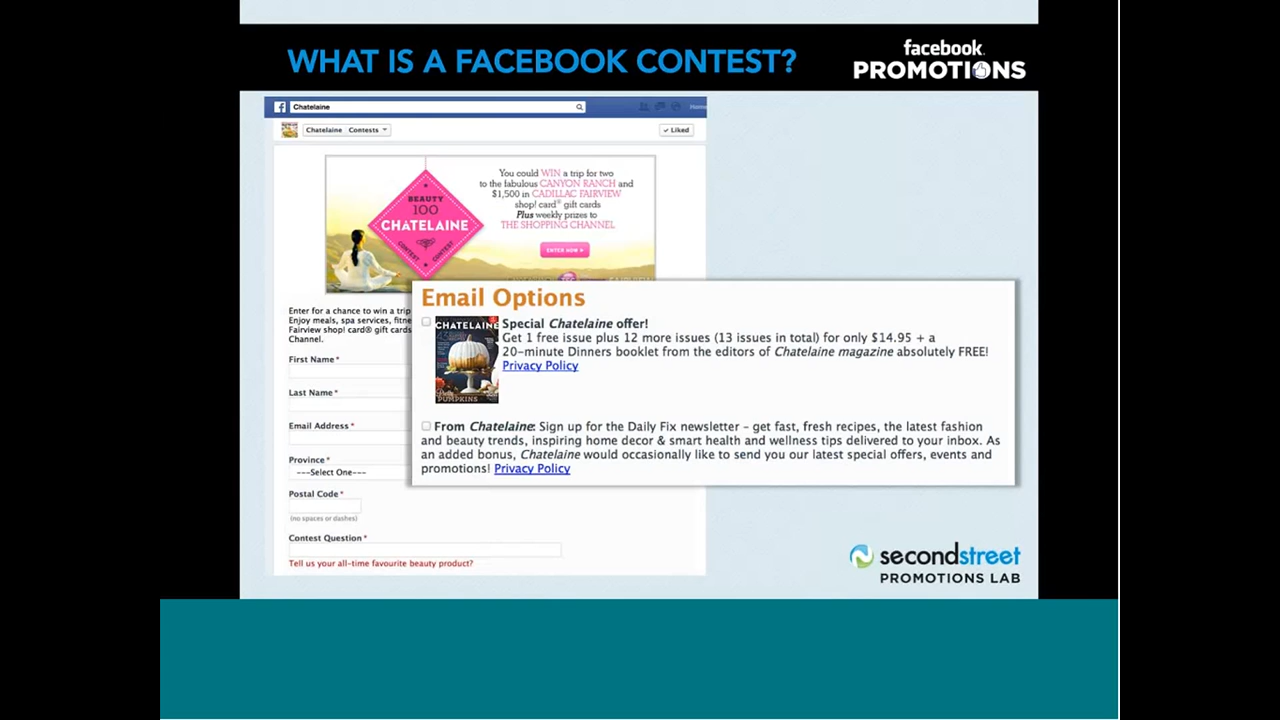 WHAT IS A FACEBOOK CONTEST?
facebook
PROMOTIONS
Chatelaine
Home
Chatelaine Contests
Liked
BEAUTY
100
CHATELAINE
CONTEST CONTEST
You could WIN a trip for two
to the fabulous CANYON RANCH and
$1,500 in CADILLAC FAIRVIEW
shop! card® gift cards
Plus weekly prizes to
THE SHOPPING CHANNEL
ENTER NOW
Enter for a chance to win a trip
Enjoy meals, spa services, fitne
Fairview shop! card® gift cards
Channel.
First Name *
Last Name *
Email Address *
Province *
---Select One---
Postal Code *
(no spaces or dashes)
Contest Question *
Tell us your all-time favourite beauty product?
Email Options
CHATELAINE
PUMPKINS
Special Chatelaine offer!
Get 1 free issue plus 12 more issues (13 issues in total) for only $14.95 + a
20-minute Dinners booklet from the editors of Chatelaine magazine absolutely FREE!
Privacy Policy
From Chatelaine: Sign up for the Daily Fix newsletter – get fast, fresh recipes, the latest fashion
and beauty trends, inspiring home decor & smart health and wellness tips delivered to your inbox. As
an added bonus, Chatelaine would occasionally like to send you our latest special offers, events and
promotions! Privacy Policy
secondstreet
PROMOTIONS LAB